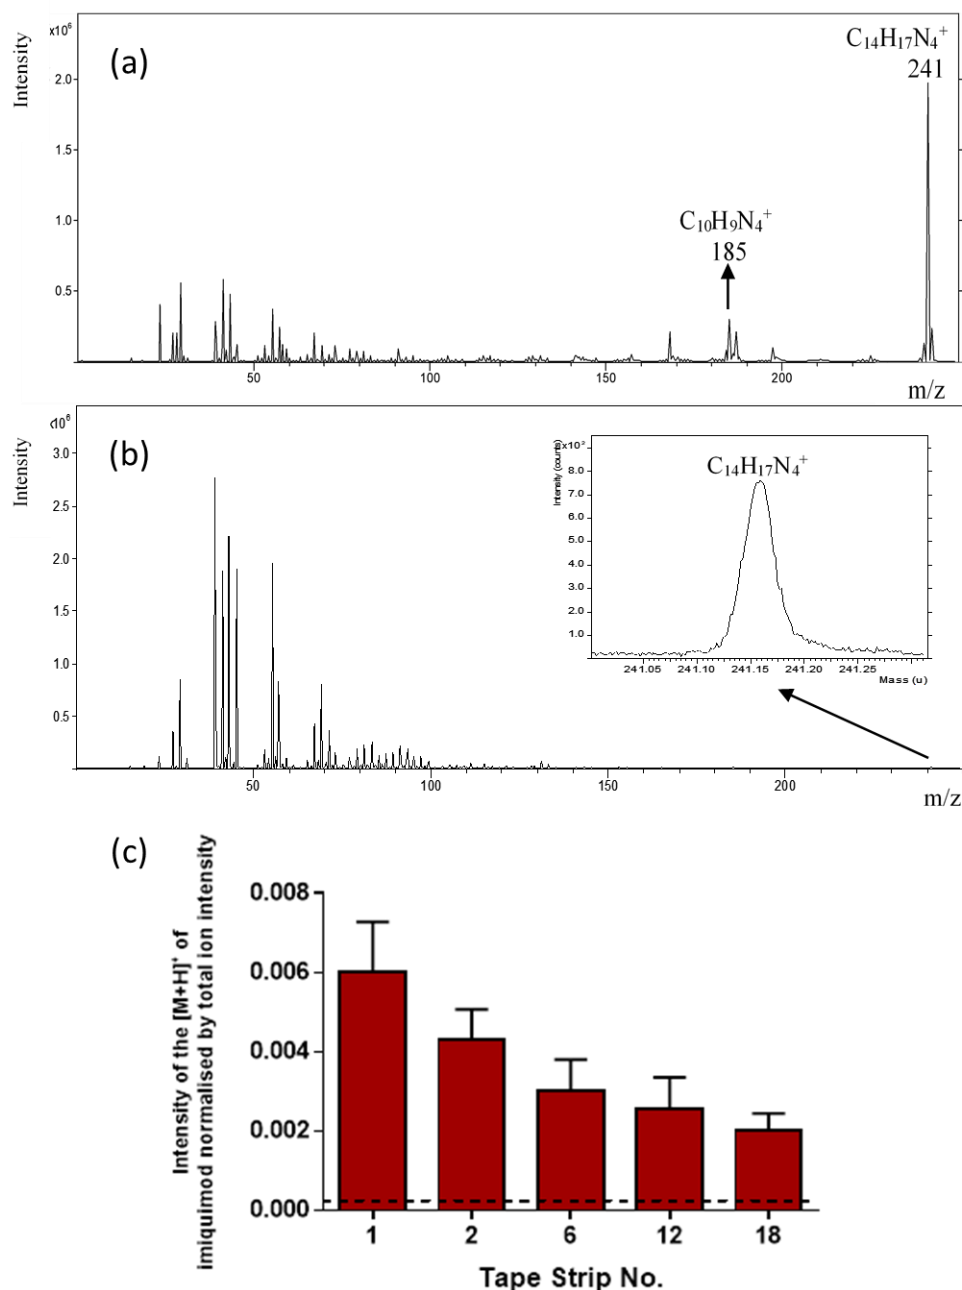 x10⁶
Intensity
(a)
C₁₄H₁₇N₄⁺
241
2.0
1.5
C₁₀H₉N₄⁺
185
1.0
0.5
50
100
150
200
m/z
x10⁶
Intensity
(b)
3.0
2.5
2.0
1.5
1.0
0.5
50
100
150
200
m/z
Intensity (counts)
C₁₄H₁₇N₄⁺
8.0
7.0
6.0
5.0
4.0
3.0
2.0
1.0
241.05
241.10
241.15
241.20
241.25
Mass (u)
(c)
Intensity of the [M+H]⁺ of
imiquimod normalised by total ion intensity
0.008
0.006
0.004
0.002
0.000
1
2
6
12
18
Tape Strip No.